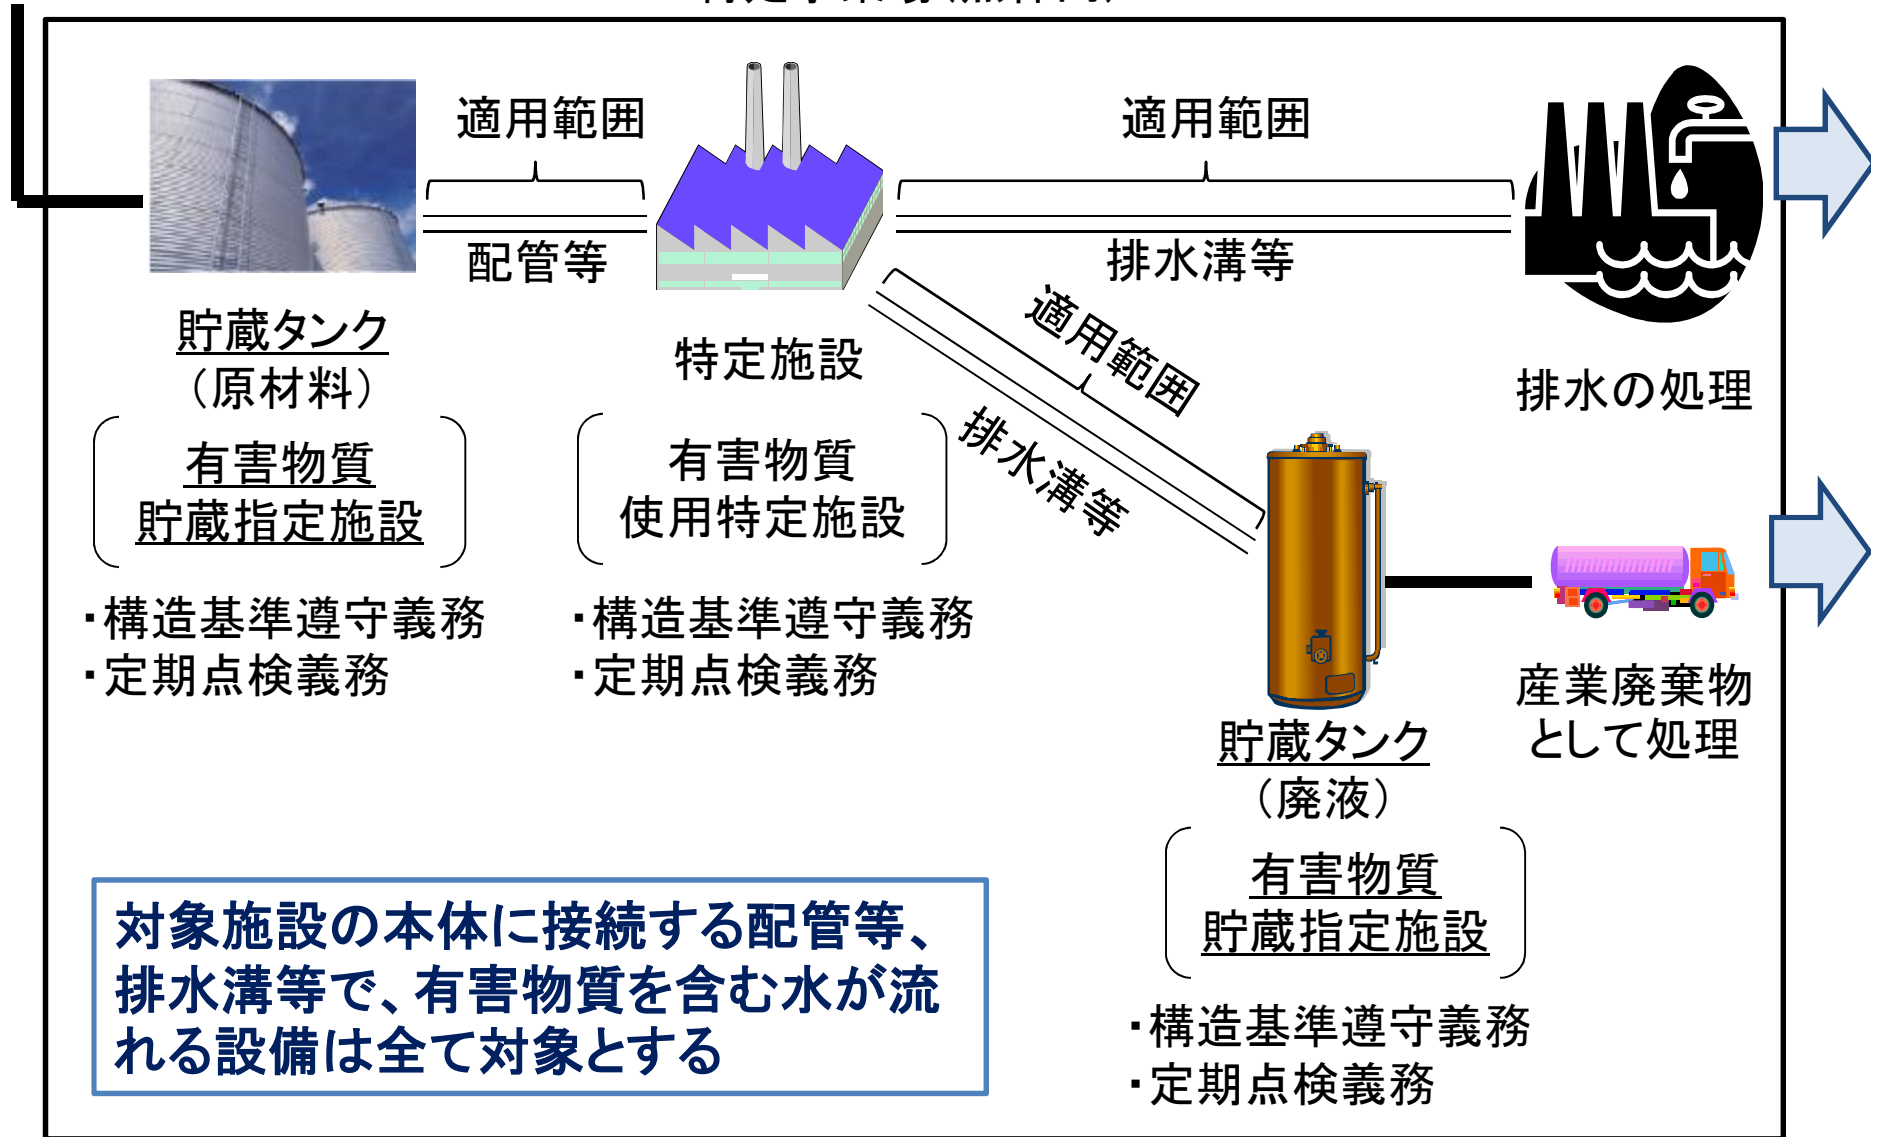 適用範囲
適用範囲
配管等
排水溝等
適用範囲
排水溝等
貯蔵タンク
（原材料）
有害物質
貯蔵指定施設
・構造基準遵守義務
・定期点検義務
特定施設
有害物質
使用特定施設
・構造基準遵守義務
・定期点検義務
排水の処理
産業廃棄物
として処理
貯蔵タンク
（廃液）
有害物質
貯蔵指定施設
・構造基準遵守義務
・定期点検義務
対象施設の本体に接続する配管等、
排水溝等で、有害物質を含む水が流
れる設備は全て対象とする